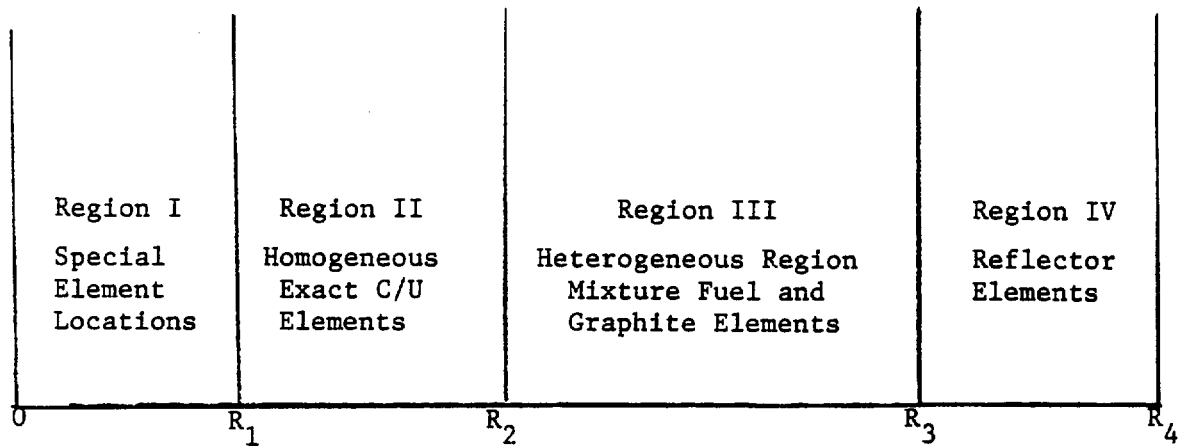 Region I
Special
Element
Locations
Region II
Homogeneous
Exact C/U
Elements
Region III
Heterogeneous Region
Mixture Fuel and
Graphite Elements
Region IV
Reflector
Elements
0
R1
R2
R3
R4